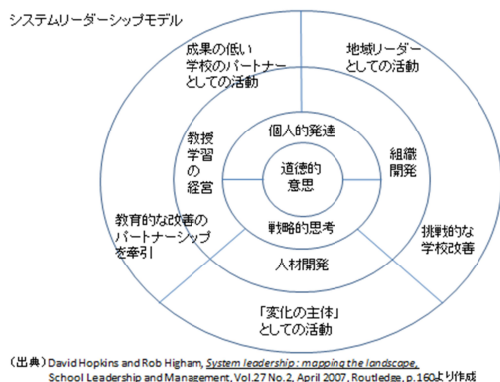 システムリーダーシップモデル
成果の低い
学校のパートナー
としての活動
地域リーダー
としての活動
個人的発達
教授
学習
の
経営
道徳的
意思
組織
開発
戦略的思考
教育的な改善の
パートナーシップ
を牽引
人材開発
挑戦的な
学校改善
「変化の主体」
としての活動
（出典）David Hopkins and Rob Higham, System leadership : mapping the landscape,
School Leadership and Management, Vol.27 No.2, April 2007, Routledge, p.160より作成